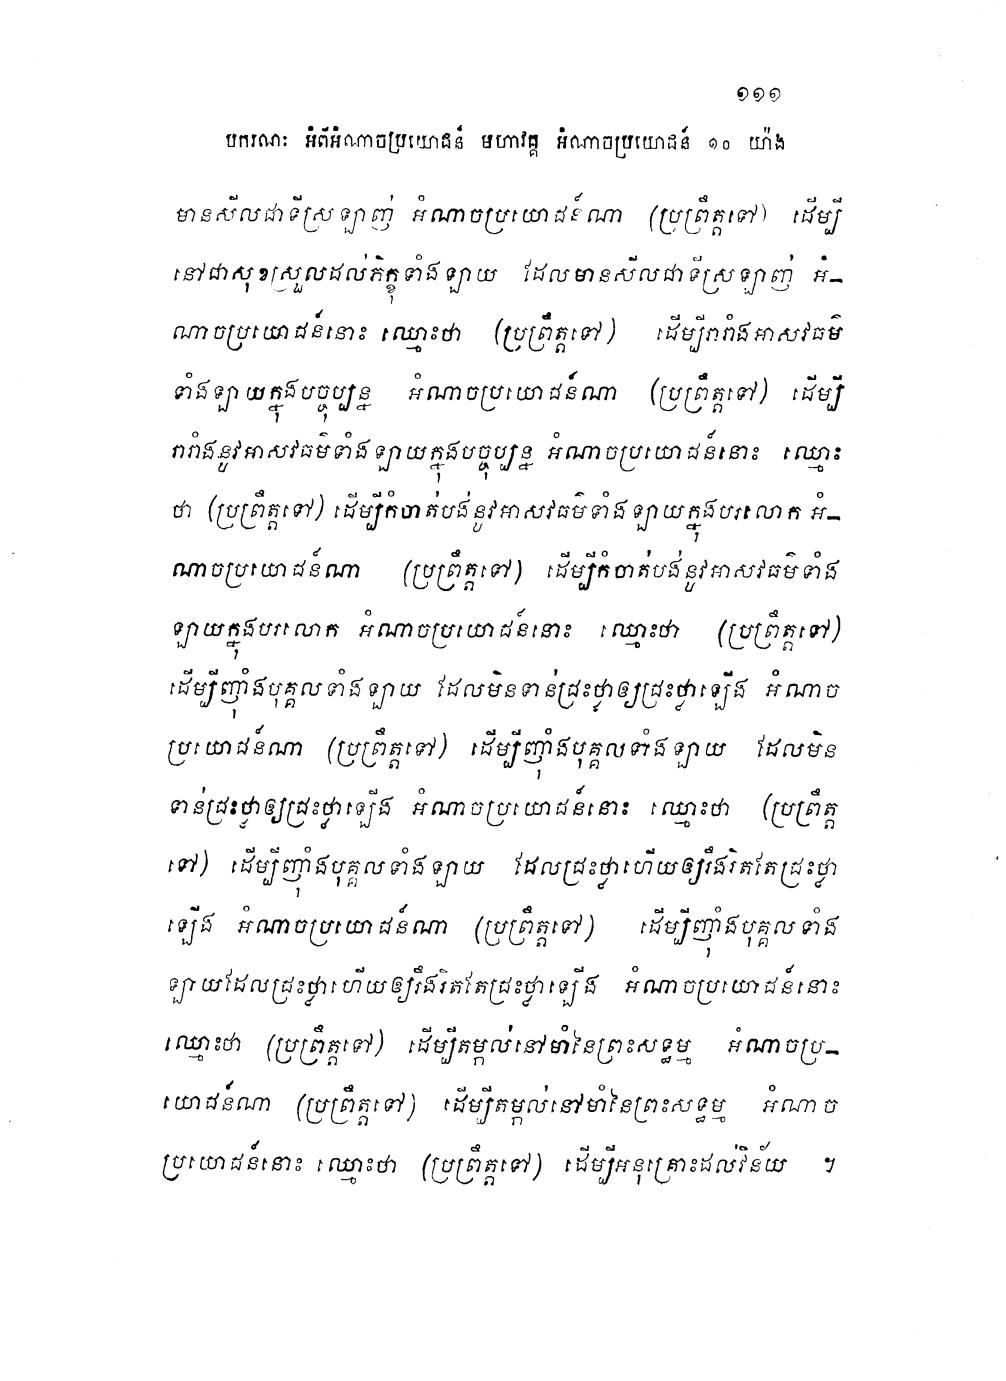 ១១១
បករណះ អំពីអំណាចប្រយោជន៍ មហាវគ្គ អំណាចប្រយោជន៍ ១០ យ៉ាង
មានសីលជាទីស្រឡាញ់ អំណាចប្រយោជន៍ណា (ប្រព្រឹត្តទៅ) ដើម្បី
នៅជាសុខស្រួលដល់ភិក្ខុទាំងឡាយ ដែលមានសីលជាទីស្រឡាញ់ អំ-
ណាចប្រយោជន៍នោះ ឈ្មោះថា (ប្រព្រឹត្តទៅ) ដើម្បីរារាំងអាសវធម៌
ទាំងឡាយក្នុងបច្ចុប្បន្ន អំណាចប្រយោជន៍ណា (ប្រព្រឹត្តទៅ) ដើម្បី
រារាំងនូវអាសវធម៌ទាំងឡាយក្នុងបច្ចុប្បន្ន អំណាចប្រយោជន៍នោះ ឈ្មោះ
ថា (ប្រព្រឹត្តទៅ) ដើម្បីកំចាត់បង់នូវអាសវធម៌ទាំងឡាយក្នុងបរលោក អំ-
ណាចប្រយោជន៍ណា (ប្រព្រឹត្តទៅ) ដើម្បីកំចាត់បង់នូវអាសវធម៌ទាំង
ឡាយក្នុងបរលោក អំណាចប្រយោជន៍នោះ ឈ្មោះថា (ប្រព្រឹត្តទៅ)
ដើម្បីញ៉ាំងបុគ្គលទាំងឡាយ ដែលមិនទាន់ជ្រះថ្លាឲ្យជ្រះថ្លាឡើង អំណាច
ប្រយោជន៍ណា (ប្រព្រឹត្តទៅ) ដើម្បីញ៉ាំងបុគ្គលទាំងឡាយ ដែលមិន
ទាន់ជ្រះថ្លាឲ្យជ្រះថ្លាឡើង អំណាចប្រយោជន៍នោះ ឈ្មោះថា (ប្រព្រឹត្ត
ទៅ) ដើម្បីញ៉ាំងបុគ្គលទាំងឡាយ ដែលជ្រះថ្លាហើយឲ្យរឹងរិតតែជ្រះថ្លា
ឡើង អំណាចប្រយោជន៍ណា (ប្រព្រឹត្តទៅ) ដើម្បីញ៉ាំងបុគ្គលទាំង
ឡាយដែលជ្រះថ្លាហើយឲ្យរឹងរិតតែជ្រះថ្លាឡើង អំណាចប្រយោជន៍នោះ
ឈ្មោះថា (ប្រព្រឹត្តទៅ) ដើម្បីតម្កល់នៅមាំនៃព្រះសទ្ធម្ម អំណាចប្រ-
យោជន៍ណា (ប្រព្រឹត្តទៅ) ដើម្បីតម្កល់នៅមាំនៃព្រះសទ្ធម្ម អំណាច
ប្រយោជន៍នោះ ឈ្មោះថា (ប្រព្រឹត្តទៅ) ដើម្បីអនុគ្រោះដល់វិន័យ ។